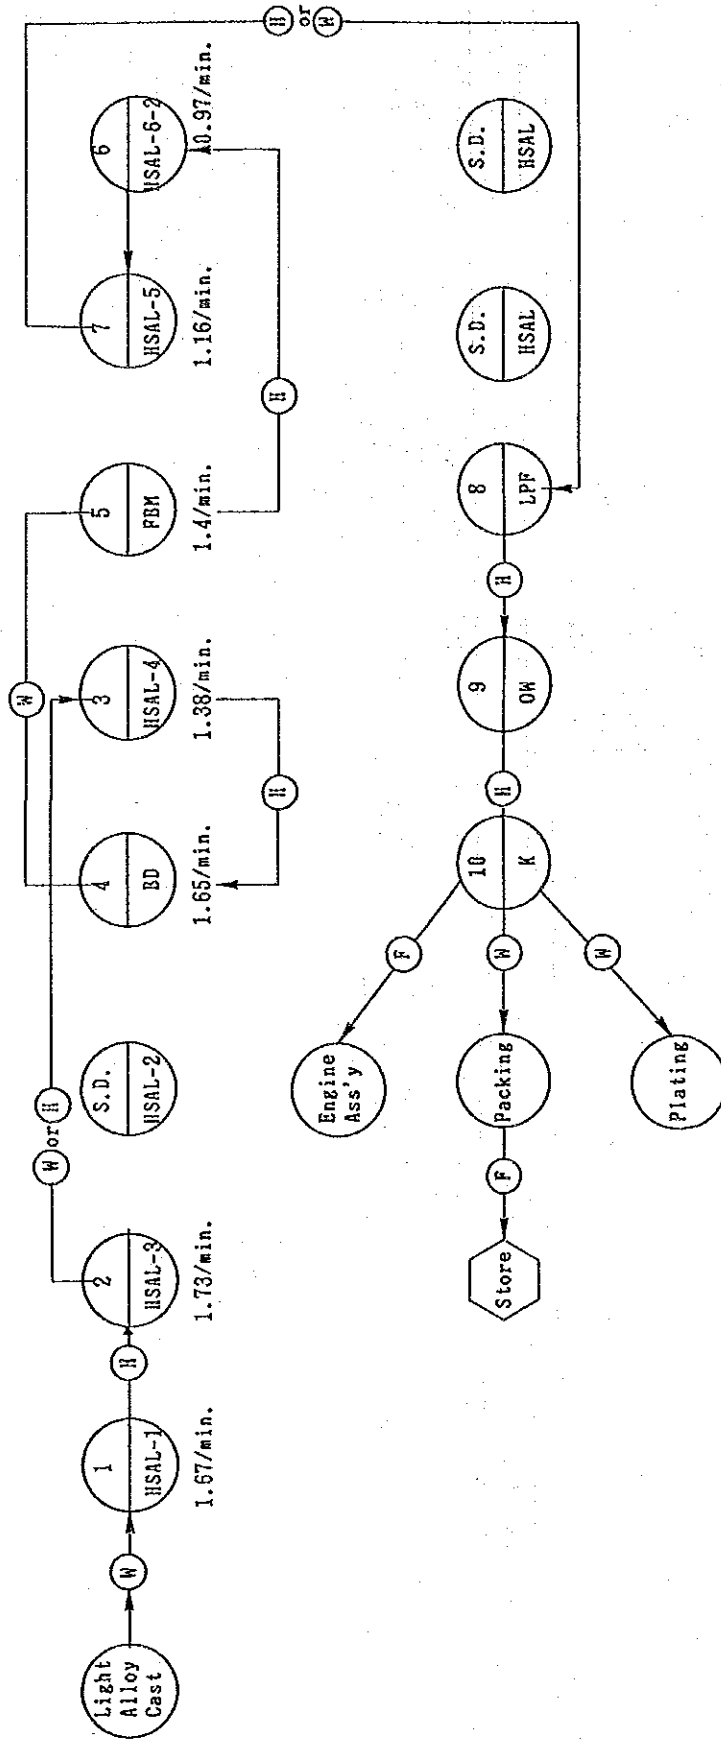 Light
Alloy
Cast
W
1
HSAL-1
1.67/min.
H
2
HSAL-3
1.73/min.
W or H
S.D.
HSAL-2
4
BD
1.65/min.
H
3
HSAL-4
1.38/min.
W
5
FBM
1.4/min.
H
7
HSAL-5
1.16/min.
6
HSAL-6-2
0.97/min.
H
or
W
Store
F
Packing
Engine
Ass'y
Plating
F
W
W
10
K
H
9
OW
H
8
LPF
S.D.
HSAL
S.D.
HSAL